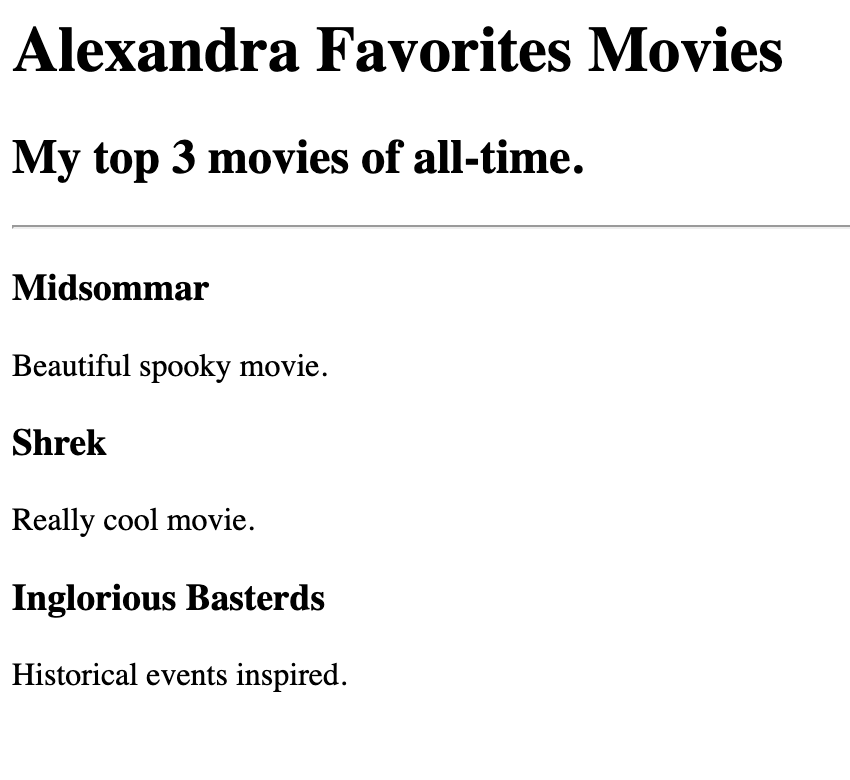 Alexandra Favorites Movies
My top 3 movies of all-time.
Midsommar
Beautiful spooky movie.
Shrek
Really cool movie.
Inglorious Basterds
Historical events inspired.